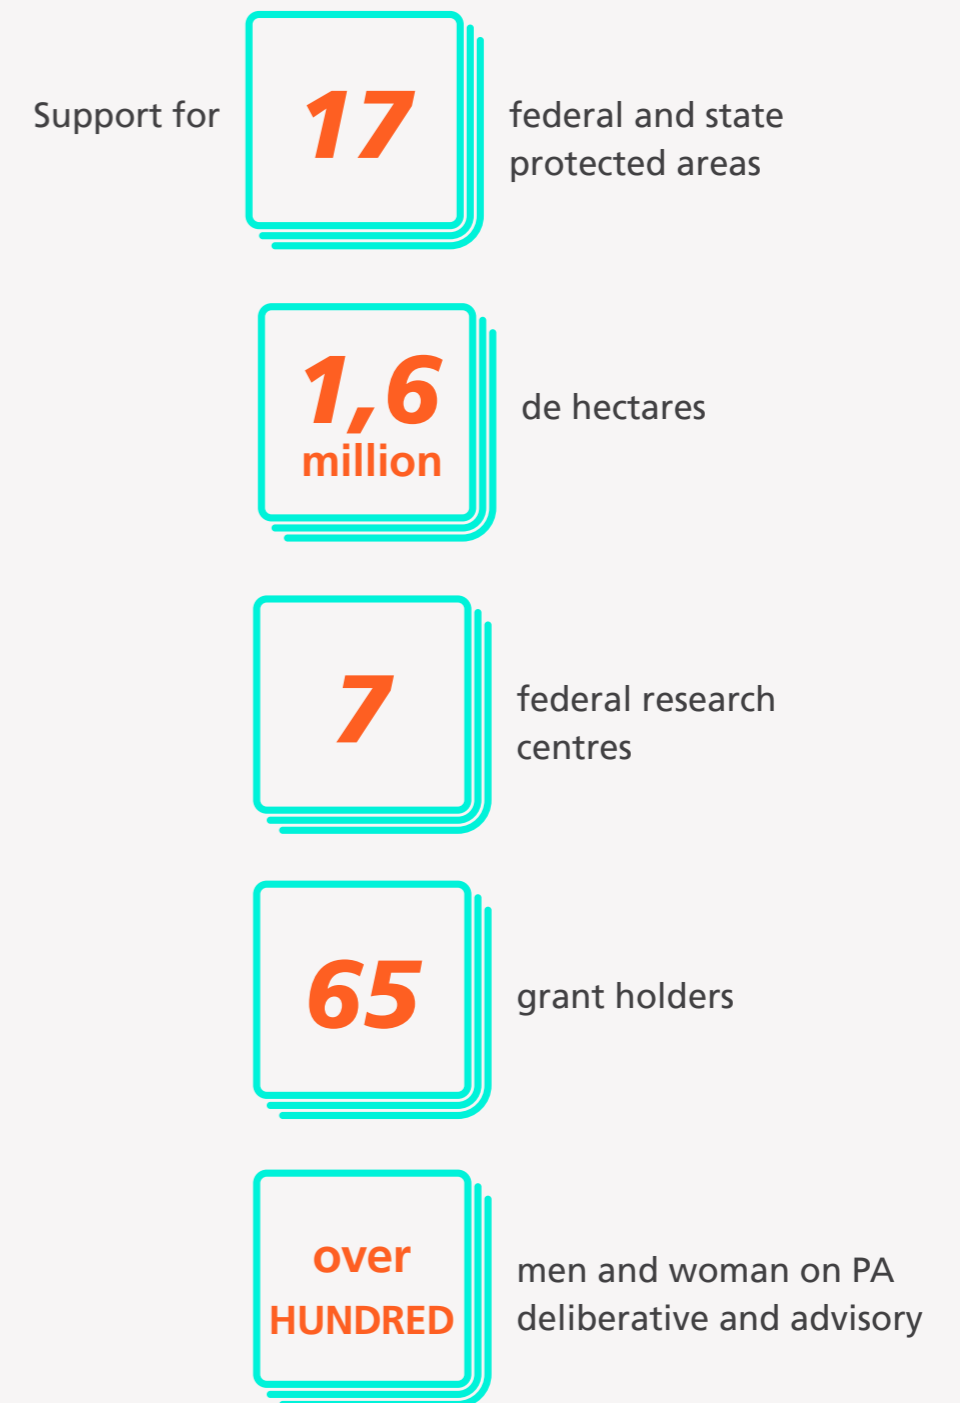 Support for 17 federal and state
protected areas
1,6
million
de hectares
7
federal research
centres
65 grant holders
over
HUNDRED
men and woman on PA
deliberative and advisory